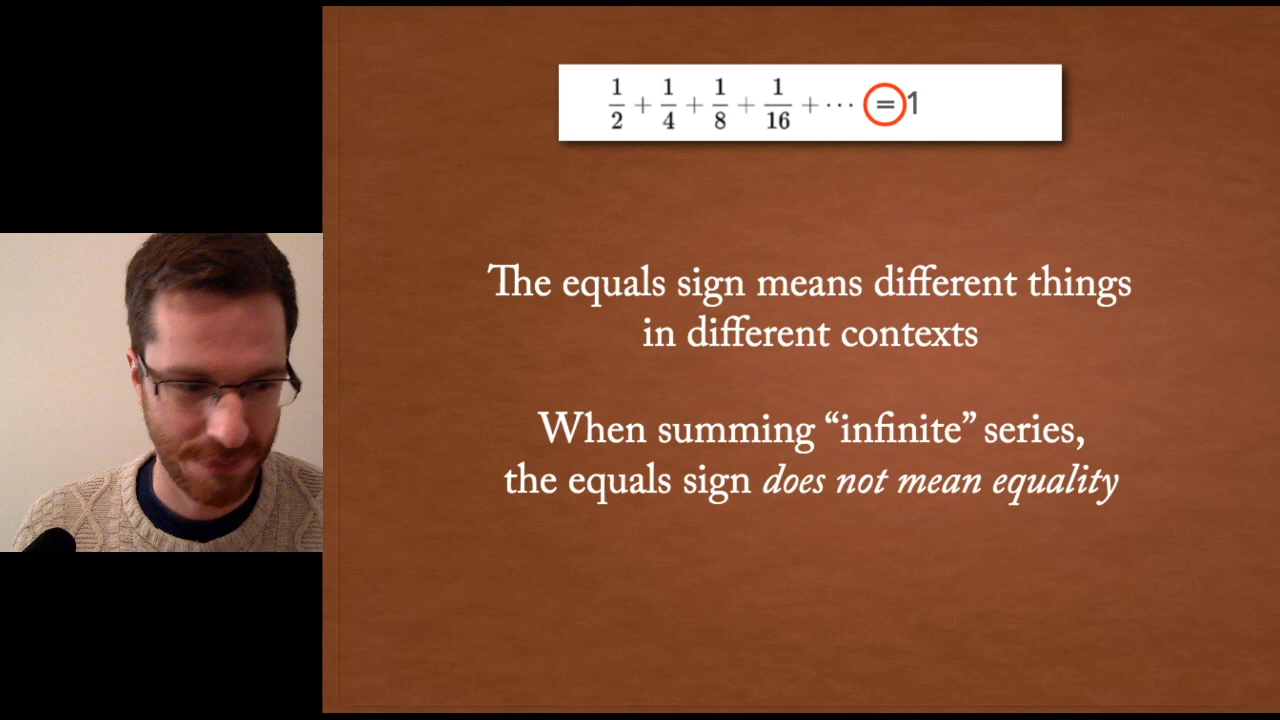 1/2 + 1/4 + 1/8 + 1/16 + ··· = 1
The equals sign means different things
in different contexts
When summing “infinite” series,
the equals sign does not mean equality